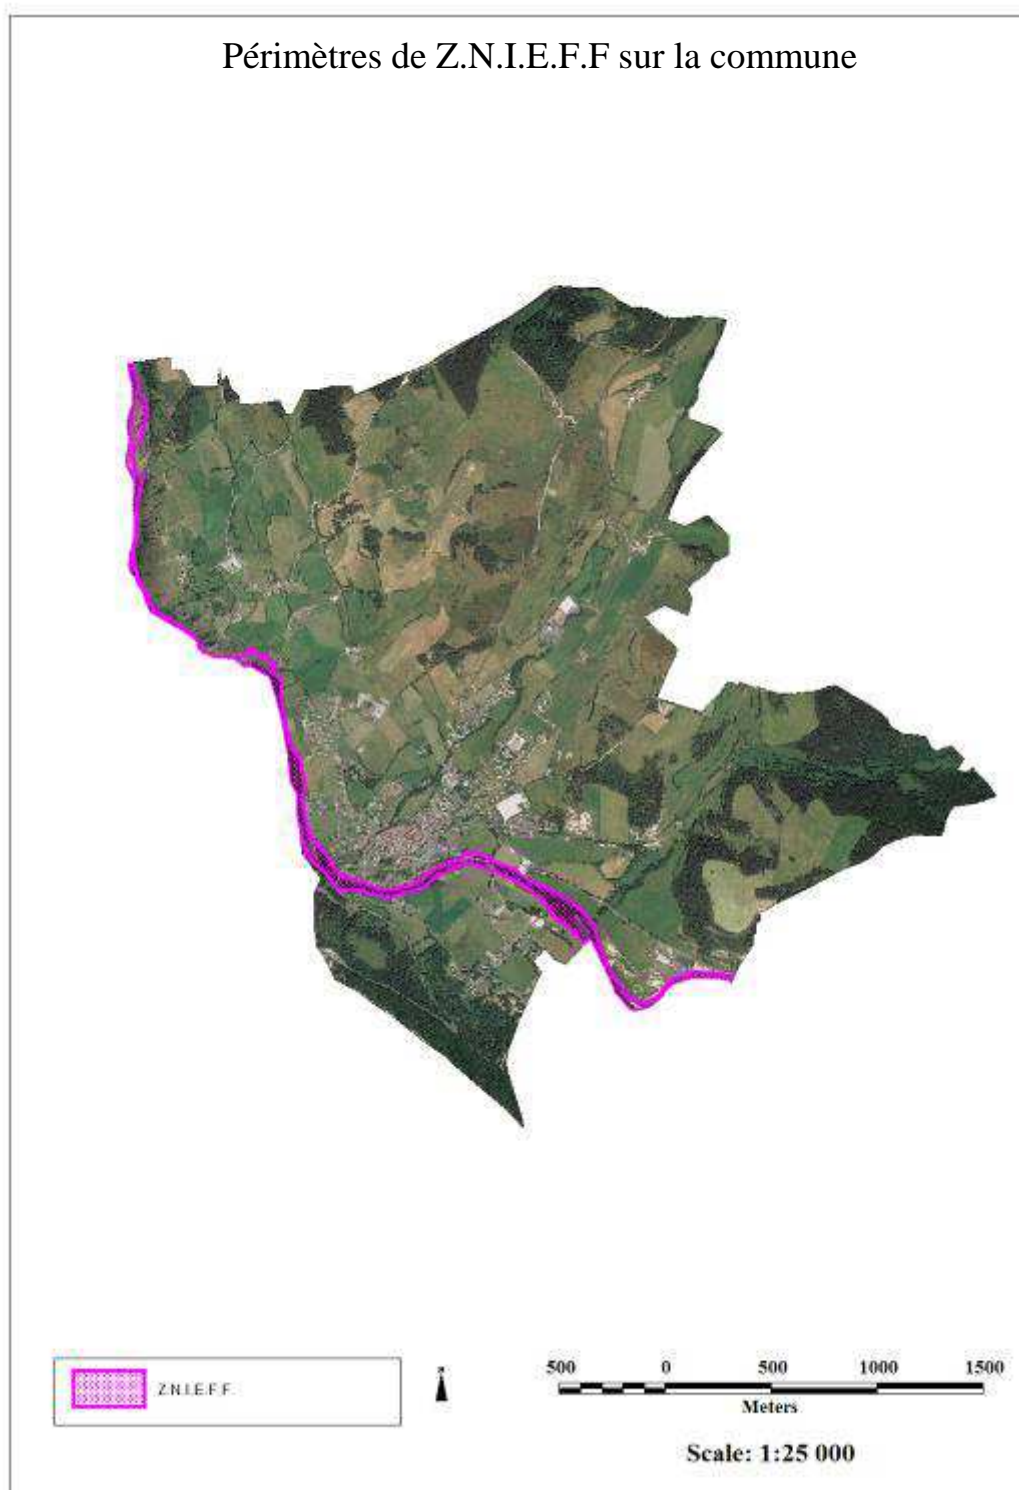 Périmètres de Z.N.I.E.F.F sur la commune
Z.N.I.E.F.F.
500 0 500 1000 1500
Meters
Scale: 1:25 000